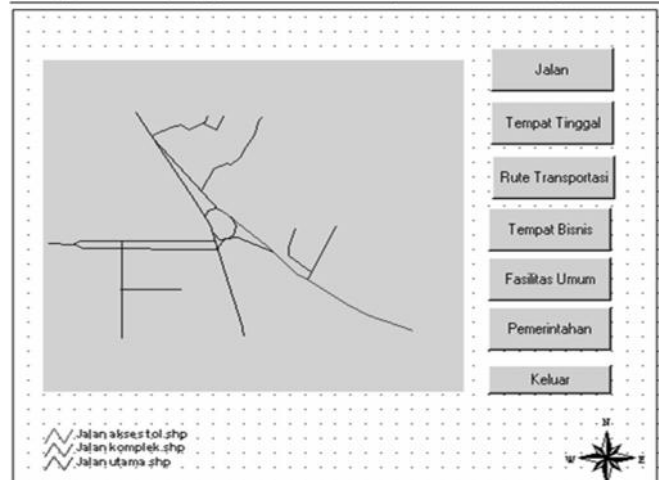 Jalan
Tempat Tinggal
Rute Transportasi
Tempat Bisnis
Fasilitas Umum
Pemerintahan
Keluar
Jalan akses tol.shp
Jalan komplek.shp
Jalan utama.shp
N
W E